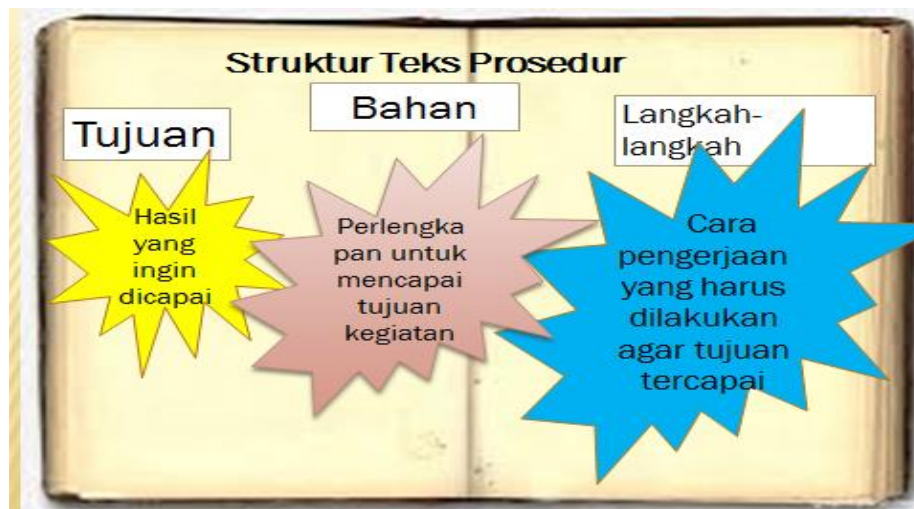 Struktur Teks Prosedur
Tujuan
Hasil
yang
ingin
dicapai
Bahan
Perlengka
pan untuk
mencapai
tujuan
kegiatan
Langkah-
langkah
Cara
pengerjaan
yang harus
dilakukan
agar tujuan
tercapai